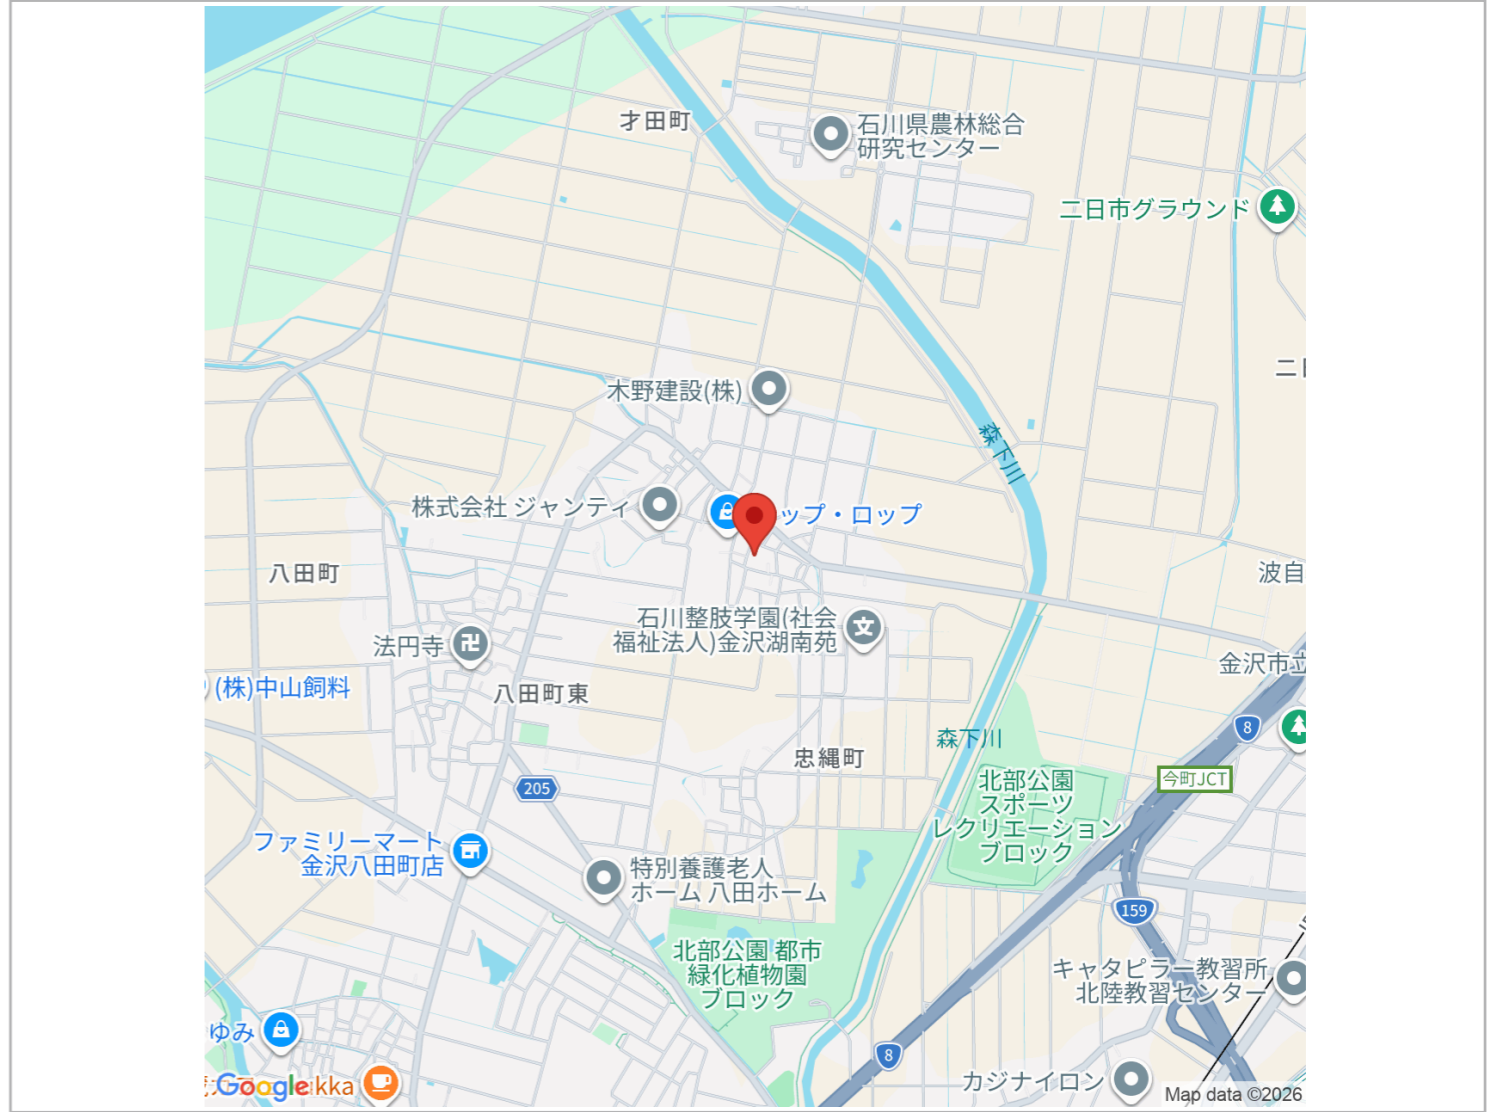 才田町
石川県農林総合
研究センター
二日市グラウンド
木野建設(株)
森下川
株式会社 ジャンティ
ップ・ロップ
八田町
波自
石川整肢学園(社会
福祉法人)金沢湖南苑
法円寺
金沢市立
(株)中山飼料
八田町東
8
森下川
忠縄町
今町JCT
北部公園
スポーツ
レクリエーション
ブロック
205
ファミリーマート
金沢八田町店
特別養護老人
ホーム 八田ホーム
159
北部公園 都市
緑化植物園
ブロック
キャタピラー教習所
北陸教習センター
ゆみ
8
カジナイロン
Google
kka
Map data ©2026